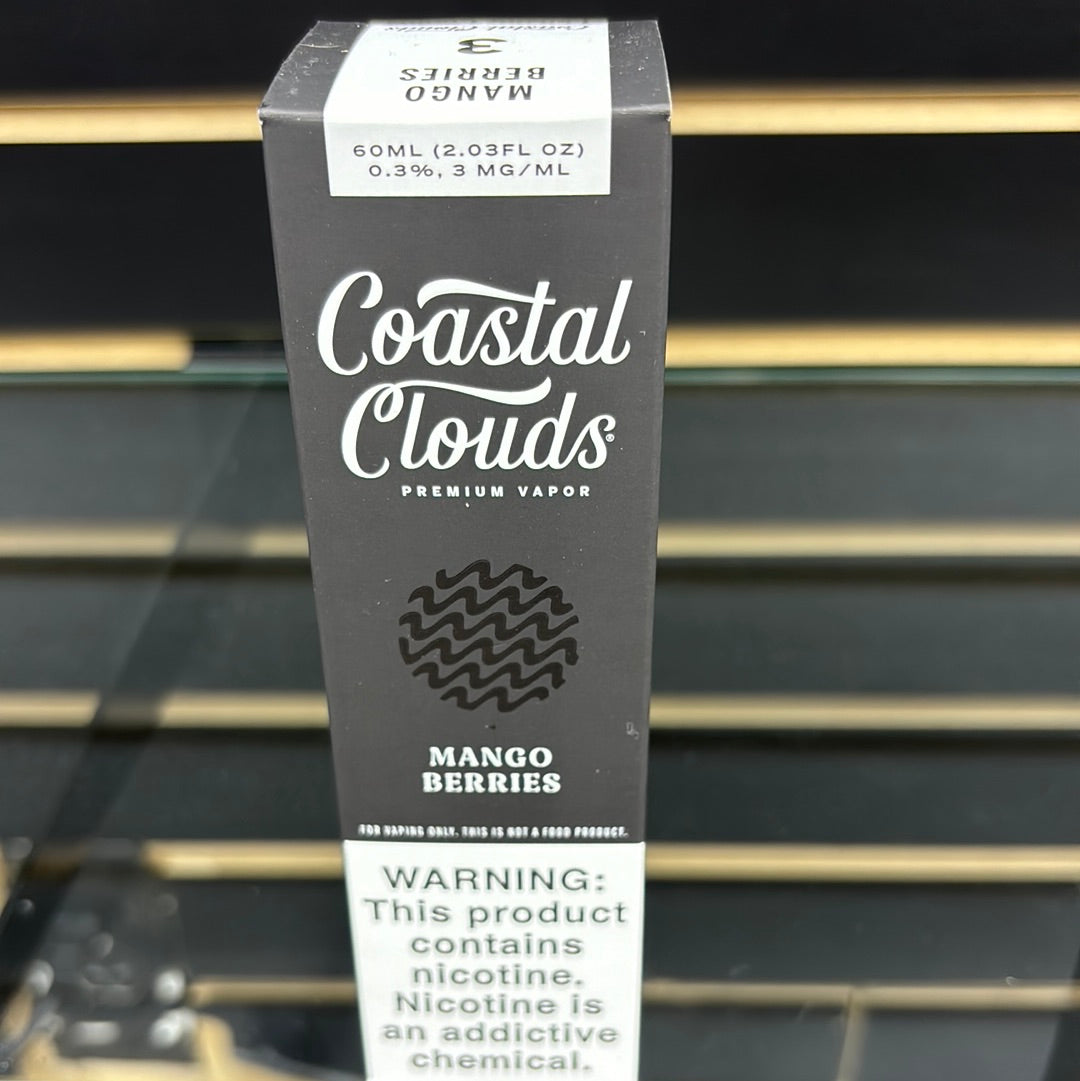 3
MANGO
BERRIES
60ML (2.03FL OZ)
0.3%, 3 MG/ML
Coastal
Clouds®
PREMIUM VAPOR
MANGO
BERRIES
FOR VAPING ONLY. THIS IS NOT A FOOD PRODUCT.
WARNING:
This product
contains
nicotine.
Nicotine is
an addictive
chemical.